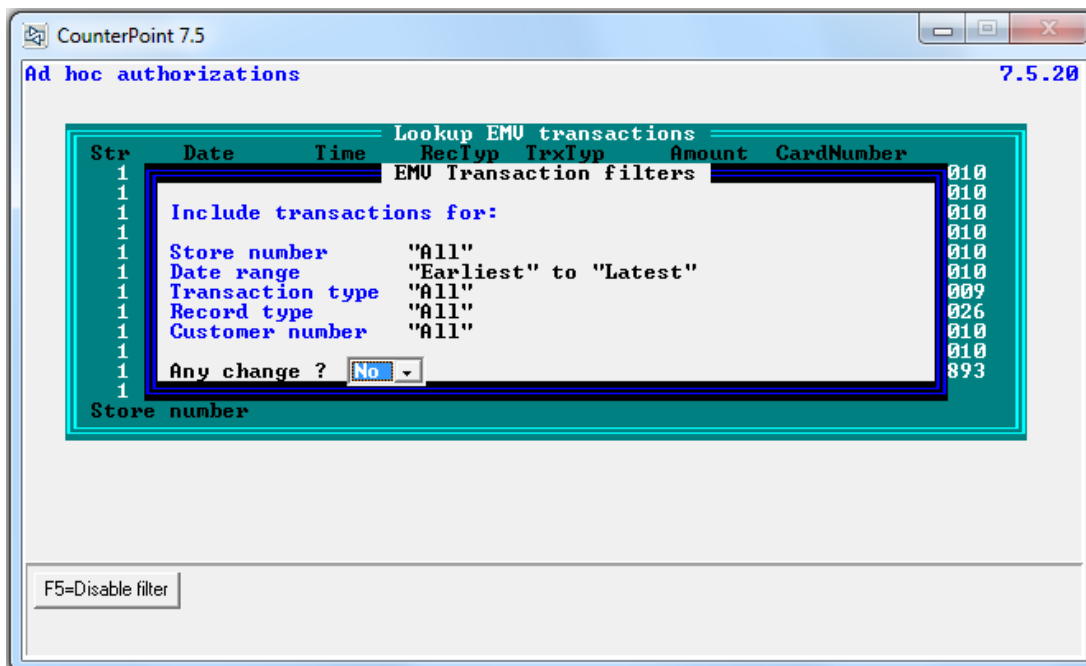 CounterPoint 7.5
Ad hoc authorizations 7.5.20
Lookup EMV transactions
Str Date Time RecTyp TrxTyp Amount CardNumber
EMV Transaction filters
1 010
1 010
1 Include transactions for: 010
1 010
1 Store number "All" 010
1 Date range "Earliest" to "Latest" 010
1 Transaction type "All" 009
1 Record type "All" 026
1 Customer number "All" 010
1 010
1 Any change ? No 893
1
Store number
F5=Disable filter